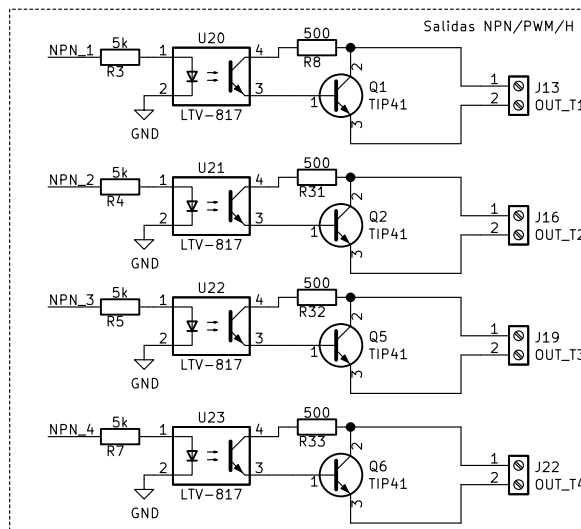 Salidas NPN/PWM/H
NPN_1 5k R3 1 2 GND U20 LTV-817 4 3 500 R8 1 2 3 Q1 TIP41 1 2 J13 OUT_T1
NPN_2 5k R4 1 2 GND U21 LTV-817 4 3 500 R31 1 2 3 Q2 TIP41 1 2 J16 OUT_T2
NPN_3 5k R5 1 2 GND U22 LTV-817 4 3 500 R32 1 2 3 Q5 TIP41 1 2 J19 OUT_T3
NPN_4 5k R7 1 2 GND U23 LTV-817 4 3 500 R33 1 2 3 Q6 TIP41 1 2 J22 OUT_T4